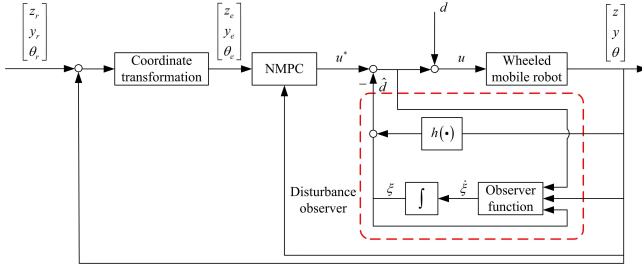 [z_r y_r θ_r]
[z_e y_e θ_e]
d
[z y θ]
Coordinate
transformation
NMPC
u*
u
Wheeled
mobile robot
− d̂
h(•)
Disturbance
observer
ξ
∫
ξ̇
Observer
function